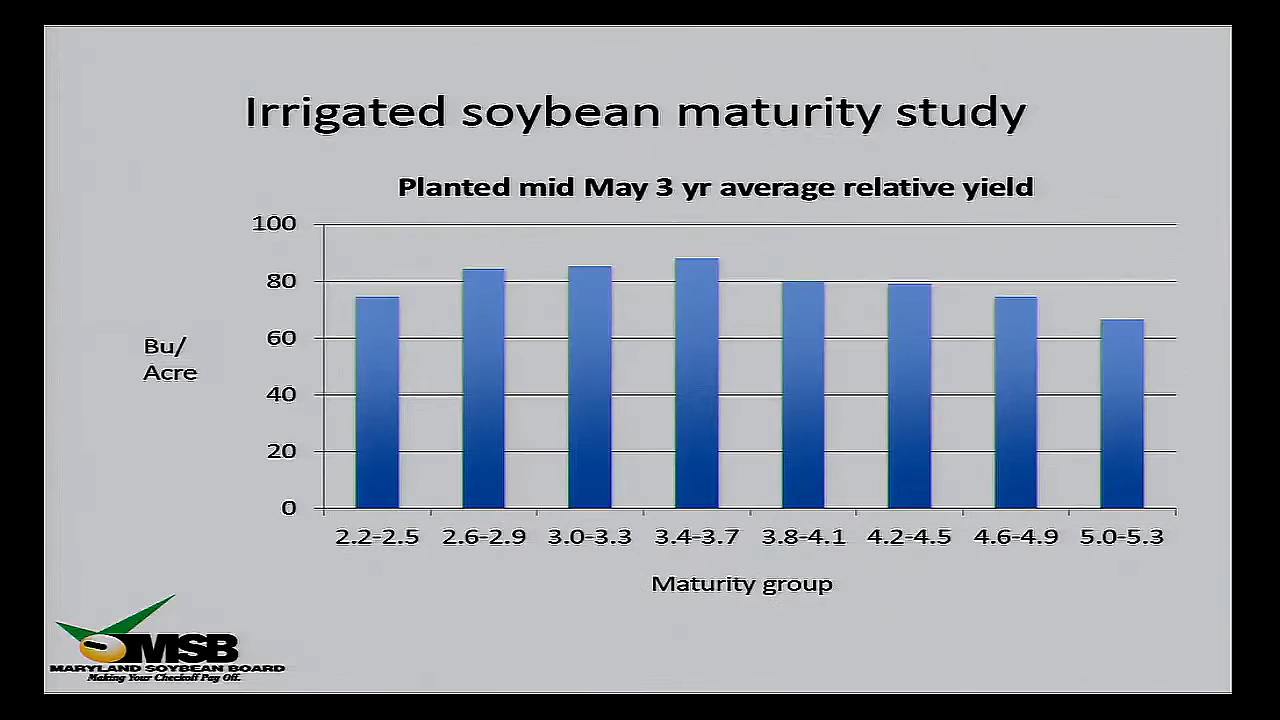 Irrigated soybean maturity study
Planted mid May 3 yr average relative yield
100
80
60
40
20
0
Bu/
Acre
2.2-2.5 2.6-2.9 3.0-3.3 3.4-3.7 3.8-4.1 4.2-4.5 4.6-4.9 5.0-5.3
Maturity group
MSB
MARYLAND SOYBEAN BOARD
Making Your Checkoff Pay Off.